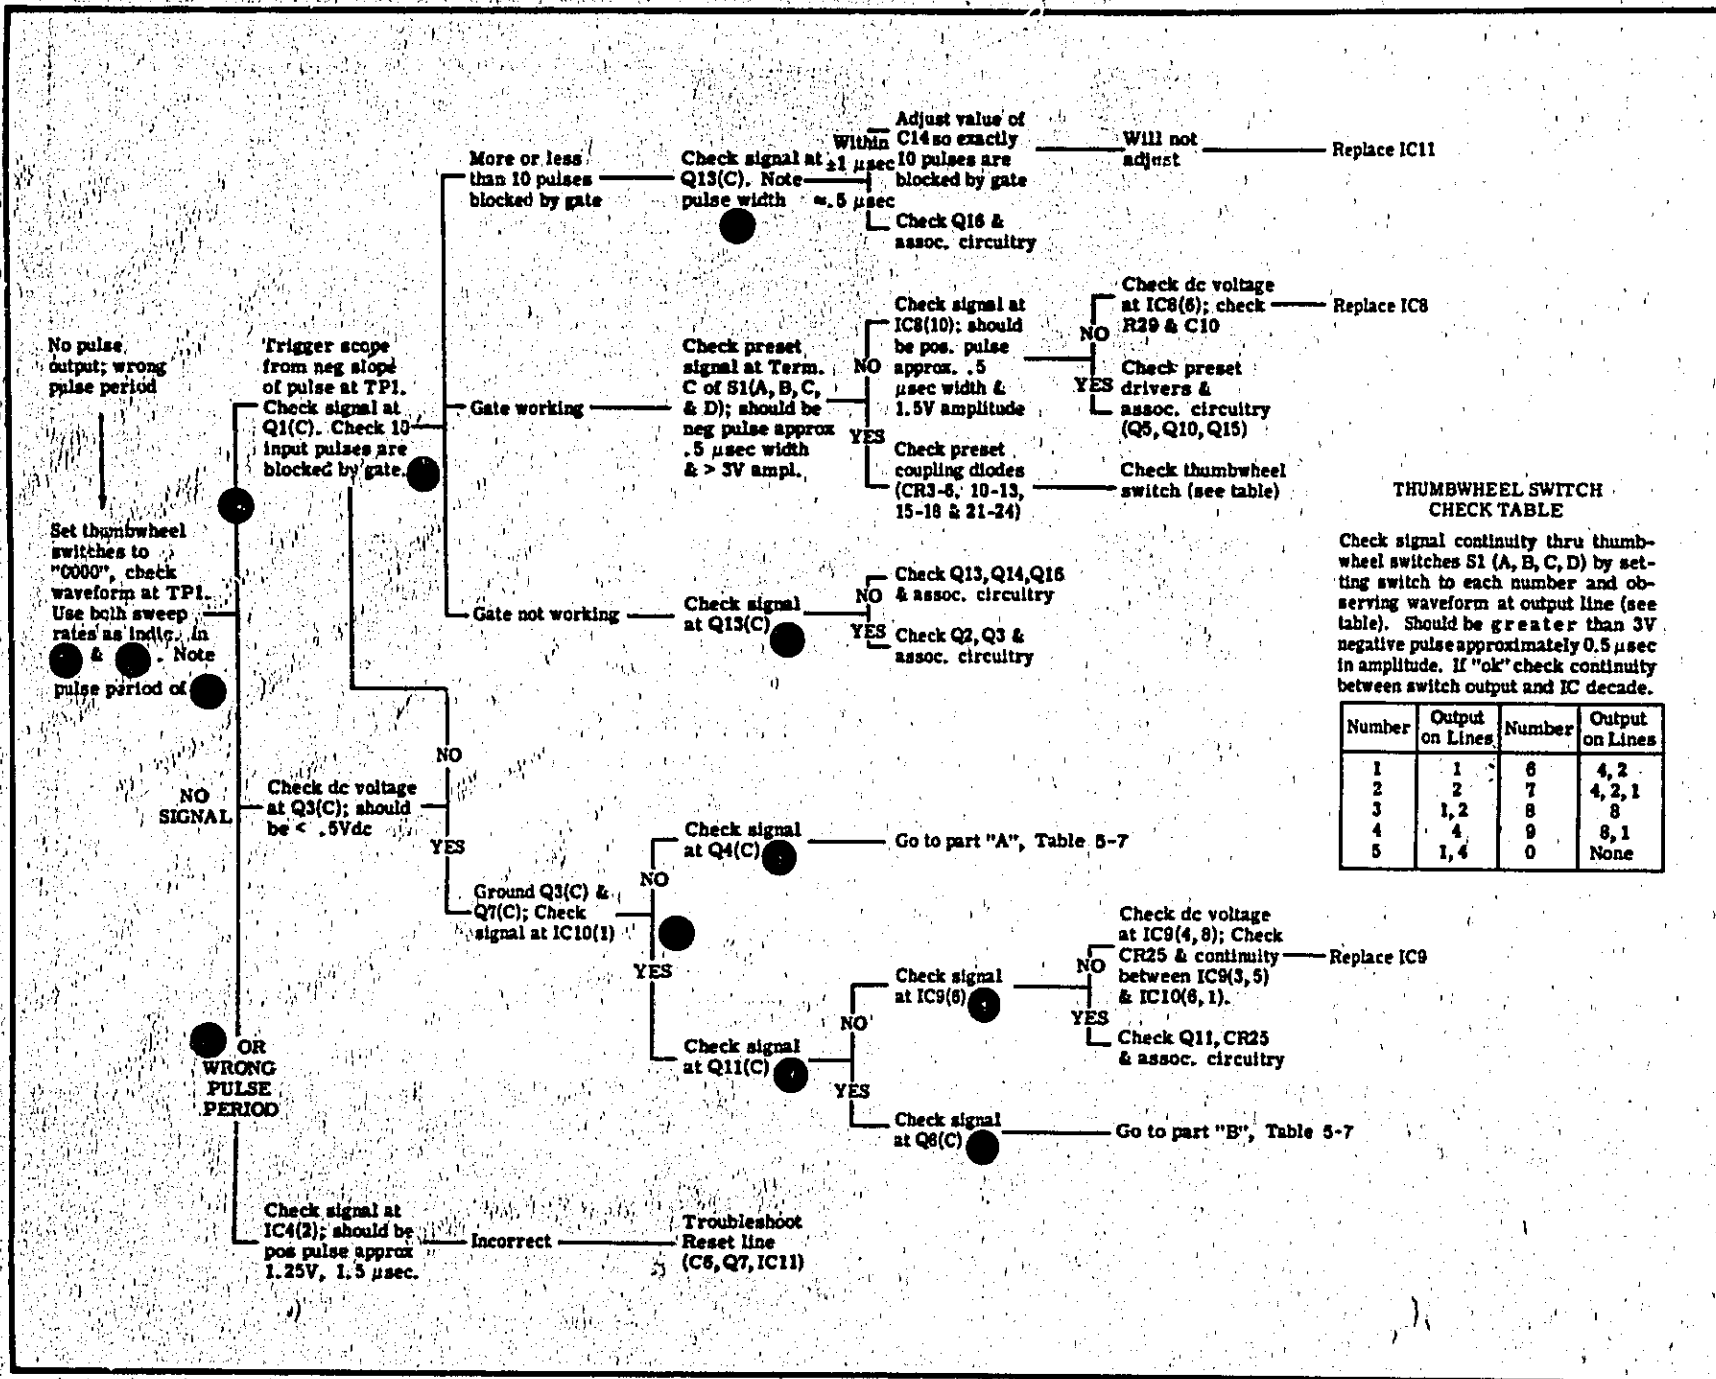 No pulse
output; wrong
pulse period
Set thumbwheel
switches to
"0000", check
waveform at TP1.
Use both sweep
rates as indic. in
& . Note
pulse period of
Trigger scope
from neg slope
of pulse at TP1.
Check signal at
Q1(C). Check 10
input pulses are
blocked by gate.
NO
SIGNAL
OR
WRONG
PULSE
PERIOD
More or less
than 10 pulses
blocked by gate
Check signal at
Q13(C). Note
pulse width
Within
±1 µsec
≈.5 µsec
Adjust value of
C14 so exactly
10 pulses are
blocked by gate
Will not
adjust
Replace IC11
Check Q16 &
assoc. circuitry
Gate working
Check preset
signal at Term.
C of S1(A, B, C,
& D); should be
neg pulse approx
.5 µsec width
& > 3V ampl.
NO
YES
Check signal at
IC8(10); should
be pos. pulse
approx. .5
µsec width &
1.5V amplitude
NO
YES
Check dc voltage
at IC8(6); check
R29 & C10
Replace IC8
Check preset
drivers &
assoc. circuitry
(Q5, Q10, Q15)
Check preset
coupling diodes
(CR3-6, 10-13,
15-18 & 21-24)
Check thumbwheel
switch (see table)
Gate not working
Check signal
at Q13(C)
NO
YES
Check Q13, Q14, Q16
& assoc. circuitry
Check Q2, Q3 &
assoc. circuitry
Check dc voltage
at Q3(C); should
be < .5Vdc
NO
YES
Ground Q3(C) &
Q7(C); Check
signal at IC10(1)
NO
YES
Check signal
at Q4(C)
Go to part "A", Table 5-7
Check signal
at Q11(C)
NO
YES
Check signal
at IC9(6)
NO
YES
Check dc voltage
at IC9(4, 8); Check
CR25 & continuity
between IC9(3, 5)
& IC10(6, 1).
Replace IC9
Check Q11, CR25
& assoc. circuitry
Check signal
at Q6(C)
Go to part "B", Table 5-7
Check signal at
IC4(2); should be
pos pulse approx
1.25V, 1.5 µsec.
Incorrect
Troubleshoot
Reset line
(C6, Q7, IC11)
THUMBWHEEL SWITCH
CHECK TABLE
Check signal continuity thru thumb-
wheel switches S1 (A, B, C, D) by set-
ting switch to each number and ob-
serving waveform at output line (see
table). Should be greater than 3V
negative pulse approximately 0.5 µsec
in amplitude. If "ok" check continuity
between switch output and IC decade.
Number Output on Lines Number Output on Lines
1 1 6 4, 2
2 2 7 4, 2, 1
3 1, 2 8 8
4 4 9 8, 1
5 1, 4 0 None